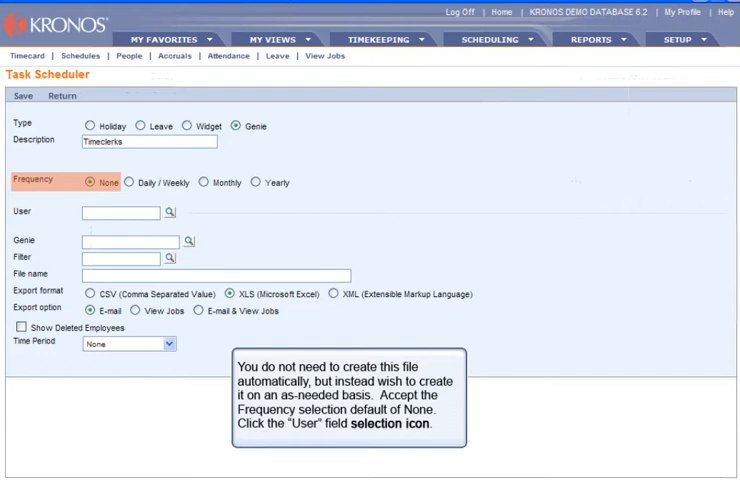 Log Off | Home | KRONOS DEMO DATABASE 6.2 | My Profile | Help
KRONOS®
MY FAVORITES MY VIEWS TIMEKEEPING SCHEDULING REPORTS SETUP
Timecard | Schedules | People | Accruals | Attendance | Leave | View Jobs
Task Scheduler
Save Return
Type Holiday Leave Widget Genie
Description Timeclerks
Frequency None Daily / Weekly Monthly Yearly
User
Genie
Filter
File name
Export format CSV (Comma Separated Value) XLS (Microsoft Excel) XML (Extensible Markup Language)
Export option E-mail View Jobs E-mail & View Jobs
Show Deleted Employees
Time Period None
You do not need to create this file
automatically, but instead wish to create
it on an as-needed basis. Accept the
Frequency selection default of None.
Click the "User" field selection icon.